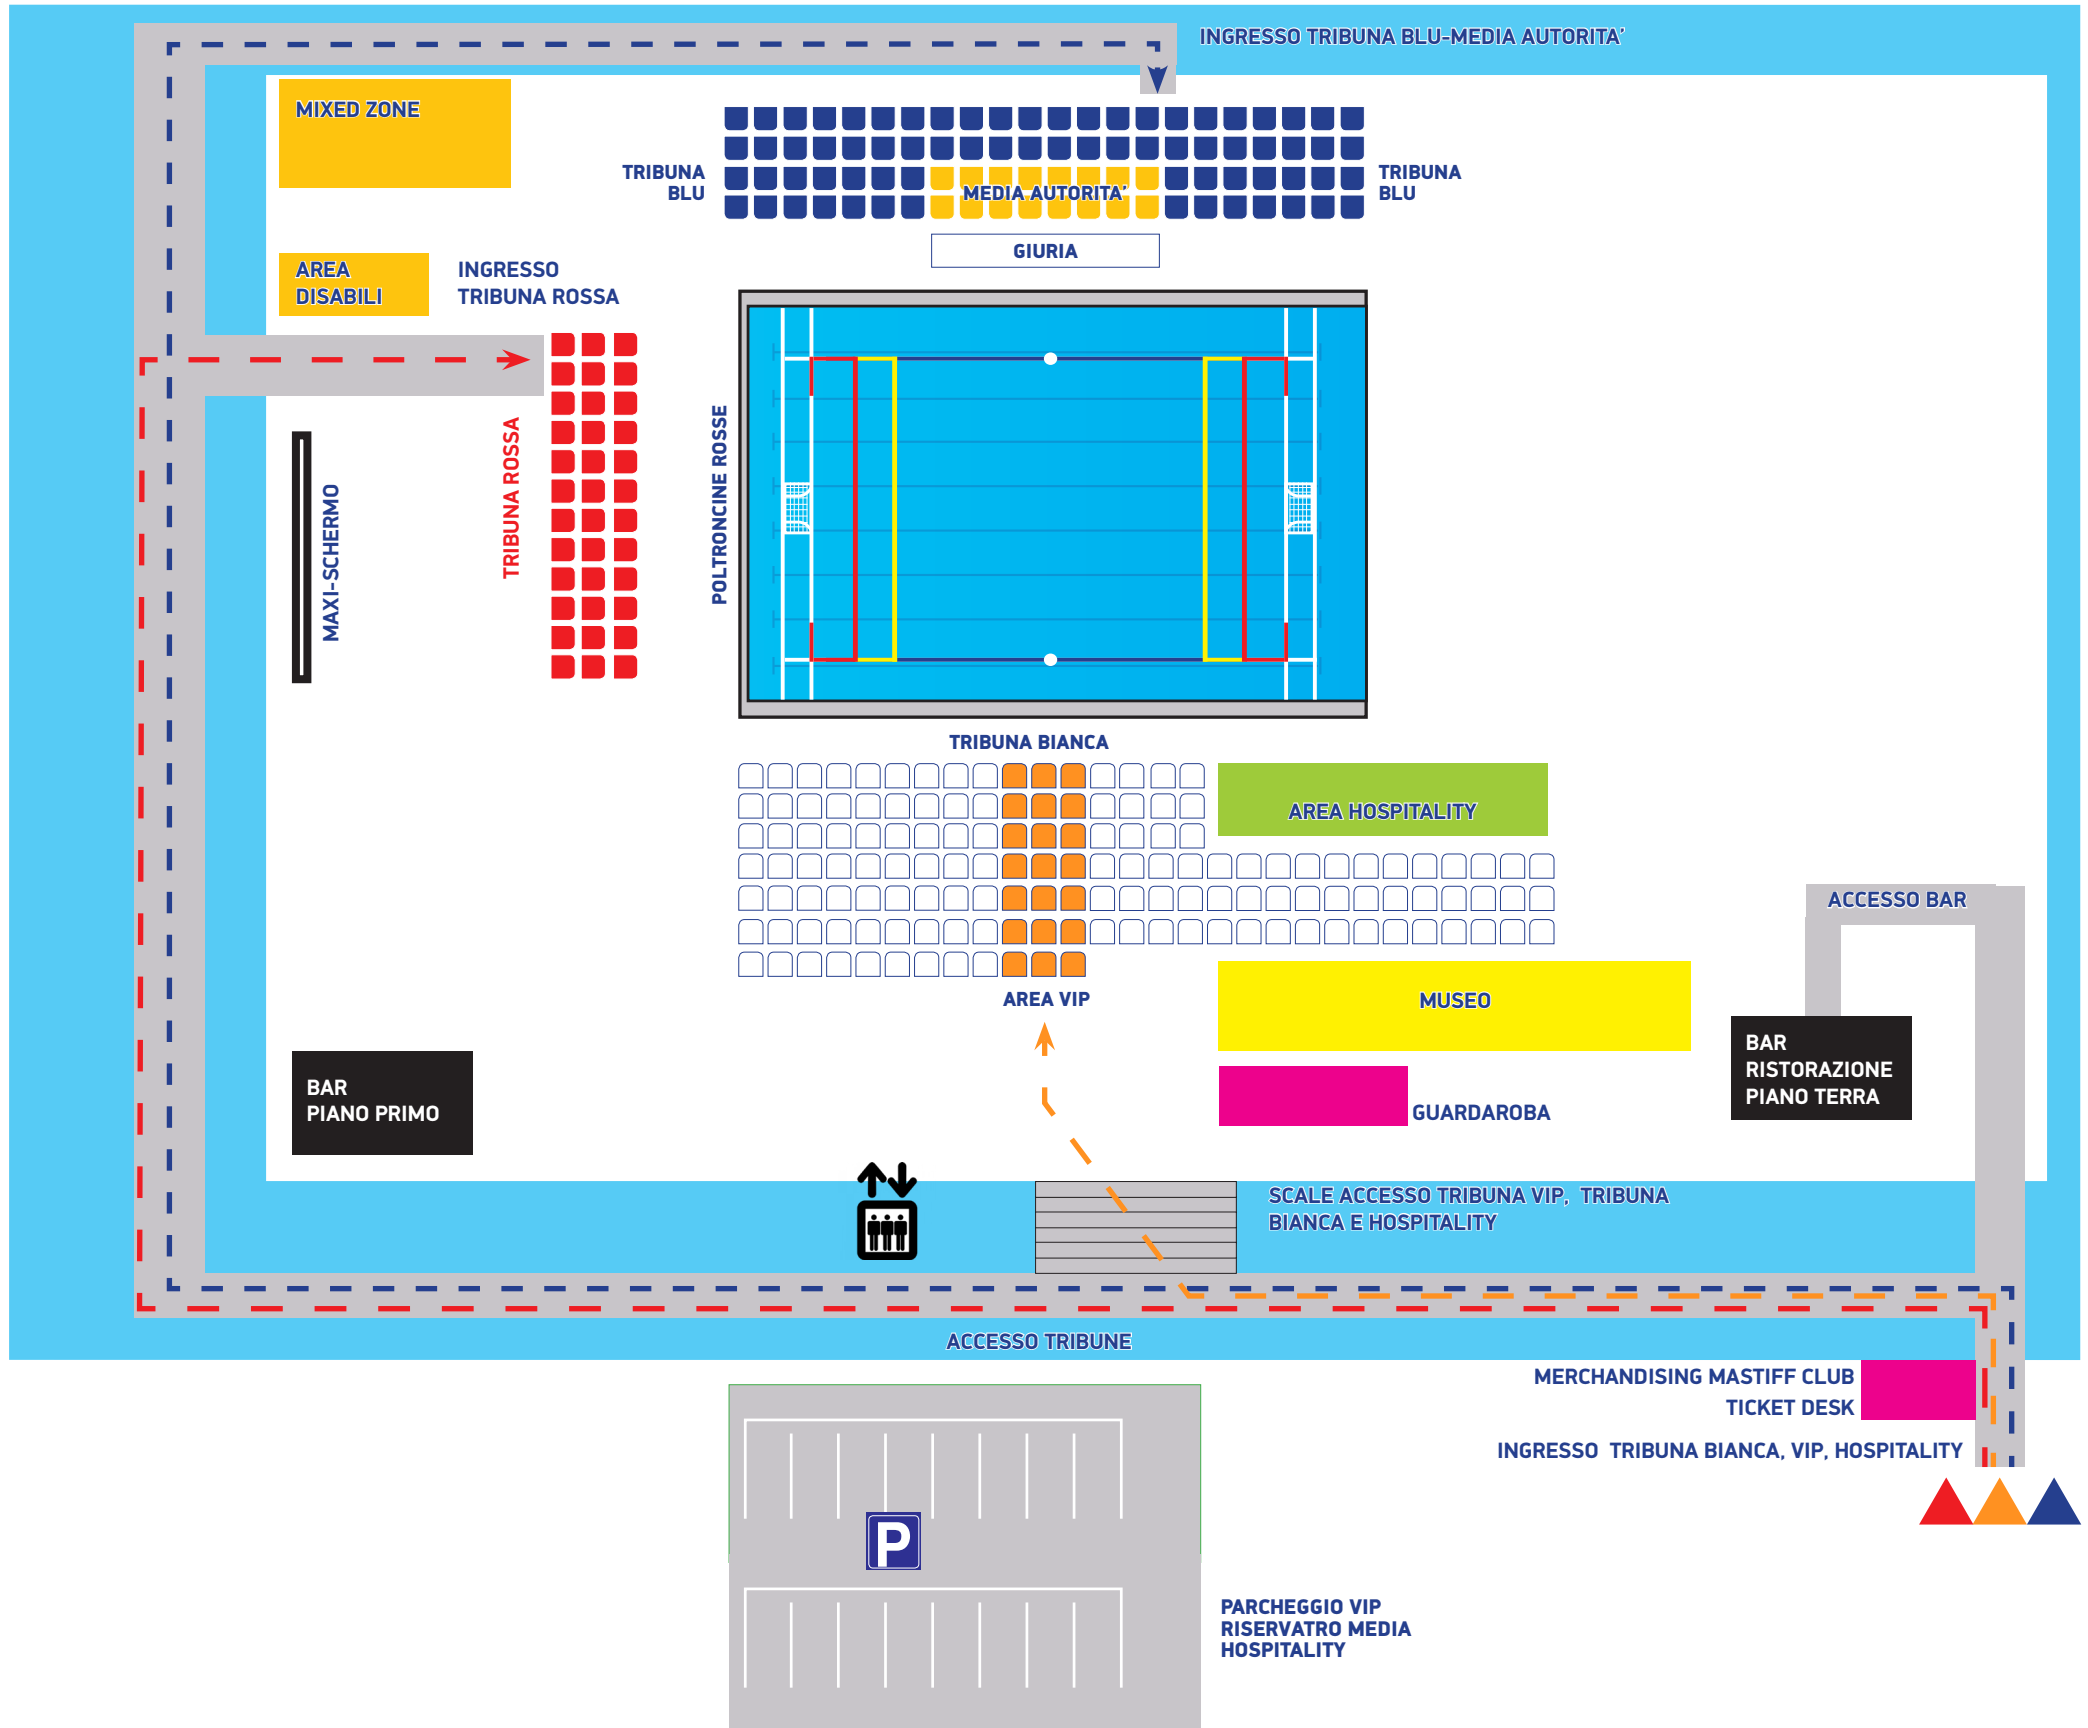 INGRESSO TRIBUNA BLU-MEDIA AUTORITA'
MIXED ZONE
TRIBUNA
BLU
MEDIA AUTORITA'
TRIBUNA
BLU
GIURIA
AREA
DISABILI
INGRESSO
TRIBUNA ROSSA
TRIBUNA ROSSA
MAXI-SCHERMO
POLTRONCINE ROSSE
TRIBUNA BIANCA
AREA HOSPITALITY
ACCESSO BAR
AREA VIP
MUSEO
BAR
RISTORAZIONE
PIANO TERRA
BAR
PIANO PRIMO
GUARDAROBA
SCALE ACCESSO TRIBUNA VIP,  TRIBUNA
BIANCA E HOSPITALITY
ACCESSO TRIBUNE
MERCHANDISING MASTIFF CLUB
TICKET DESK
INGRESSO  TRIBUNA BIANCA, VIP, HOSPITALITY
P
PARCHEGGIO VIP
RISERVATRO MEDIA
HOSPITALITY